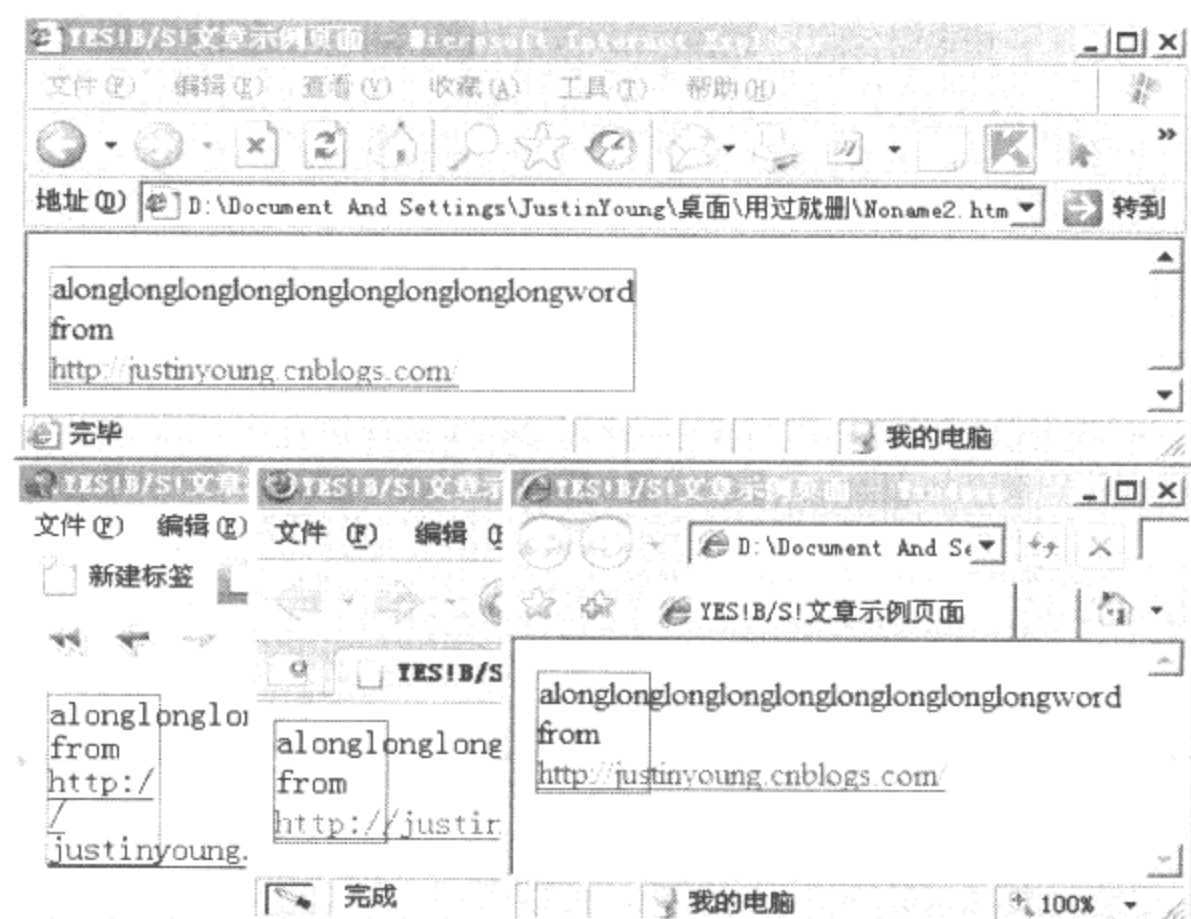 YES!B/S!文章示例页面 - Microsoft Internet Explorer
文件(F) 编辑(E) 查看(V) 收藏(A) 工具(T) 帮助(H)
地址(D) D:\Document And Settings\JustinYoung\桌面\用过就删\Noname2.htm 转到
alonglonglonglonglonglonglonglonglongword
from
http://justinyoung.cnblogs.com/
完毕 我的电脑
YES!B/S!文章
文件(F) 编辑(E)
新建标签
alonglonglon
from
http:/
/
justinyoung.
YES!B/S!文章示
文件(F) 编辑
YES!B/S
alonglonglong
from
http://justin
完成
YES!B/S!文章示例页面 - Windows
D:\Document And Se
YES!B/S!文章示例页面
alonglonglonglonglonglonglonglonglongword
from
http://justinyoung.cnblogs.com/
我的电脑 100%